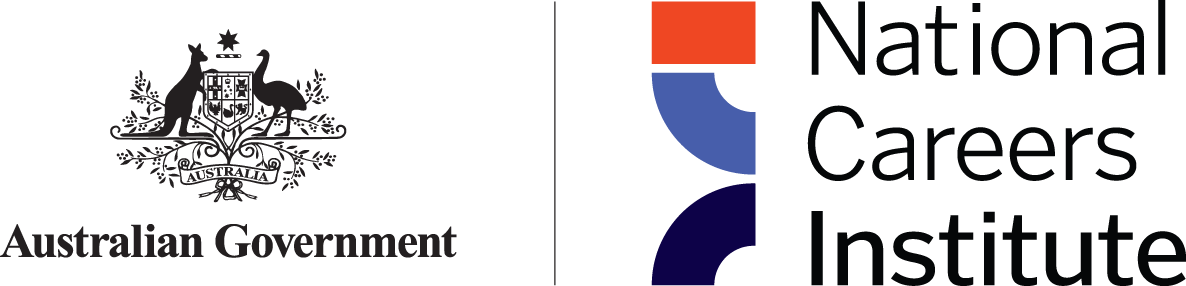 AUSTRALIA
Australian Government
National
Careers
Institute